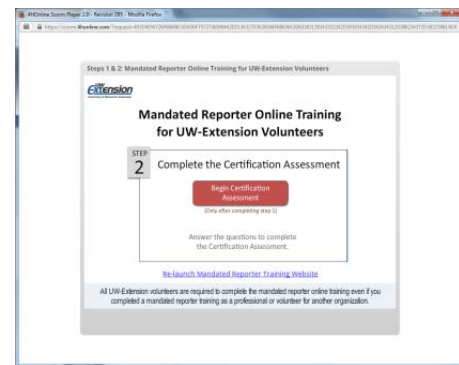 4HOnline Scorm Player 2.0 - Revision 295 - Mozilla Firefox
Steps 1 & 2: Mandated Reporter Online Training for UW-Extension Volunteers
UW
Extension
Mandated Reporter Online Training
for UW-Extension Volunteers
STEP
2
Complete the Certification Assessment
Begin Certification
Assessment
(Only after completing step 1)
Answer the questions to complete
the Certification Assessment.
Re-launch Mandated Reporter Training Website
All UW-Extension volunteers are required to complete the mandated reporter online training even if you
completed a mandated reporter training as a professional or volunteer for another organization.